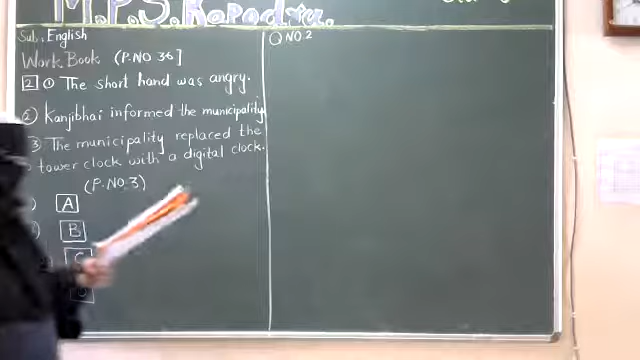 M.P.S. Kapodra.
Sub. English
Work Book (P.NO 36]
2 ① The short hand was angry.
② Kanjibhai informed the municipality
3 The municipality replaced the
tower clock with a digital clock.
(P.NO.3)
A
B
C
Q NO.2